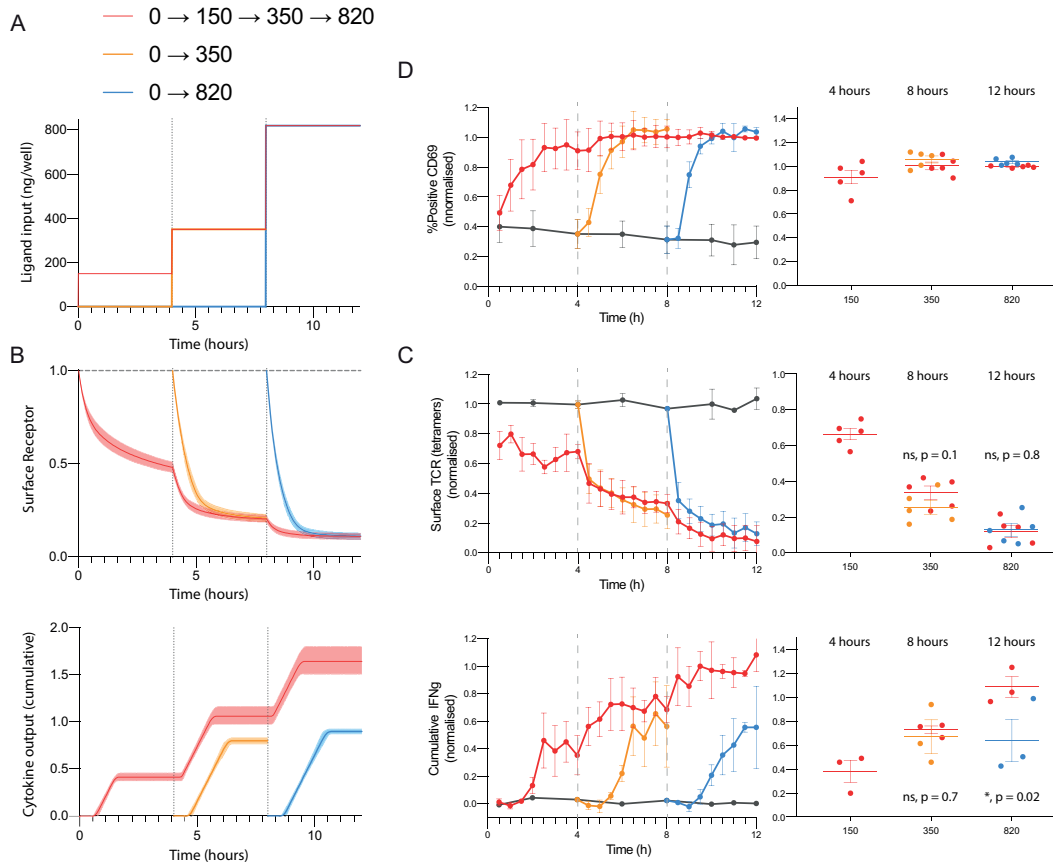 A
0 → 150 → 350 → 820
0 → 350
0 → 820
Ligand input (ng/well)
800
600
400
200
0
0 5 10
Time (hours)
B
Surface Receptor
1.0
0.5
0.0
0 5 10
Time (hours)
Cytokine output (cumulative)
2.0
1.5
1.0
0.5
0.0
0 5 10
Time (hours)
D
%Positive CD69
(nnormalised)
1.2
1.0
0.8
0.6
0.4
0.2
0.0
0 4 8 12
Time (h)
4 hours 8 hours 12 hours
1.4
1.2
1.0
0.8
0.6
0.4
0.2
0.0
150 350 820
C
Surface TCR (tetramers)
(normalised)
1.2
1.0
0.8
0.6
0.4
0.2
0.0
0 4 8 12
Time (h)
4 hours 8 hours 12 hours
ns, p = 0.1 ns, p = 0.8
1.0
0.8
0.6
0.4
0.2
0.0
150 350 820
Cumulative IFNg
(normalised)
1.2
1.0
0.8
0.6
0.4
0.2
0.0
0 4 8 12
Time (h)
4 hours 8 hours 12 hours
1.4
1.2
1.0
0.8
0.6
0.4
0.2
0.0
ns, p = 0.7 *, p = 0.02
150 350 820